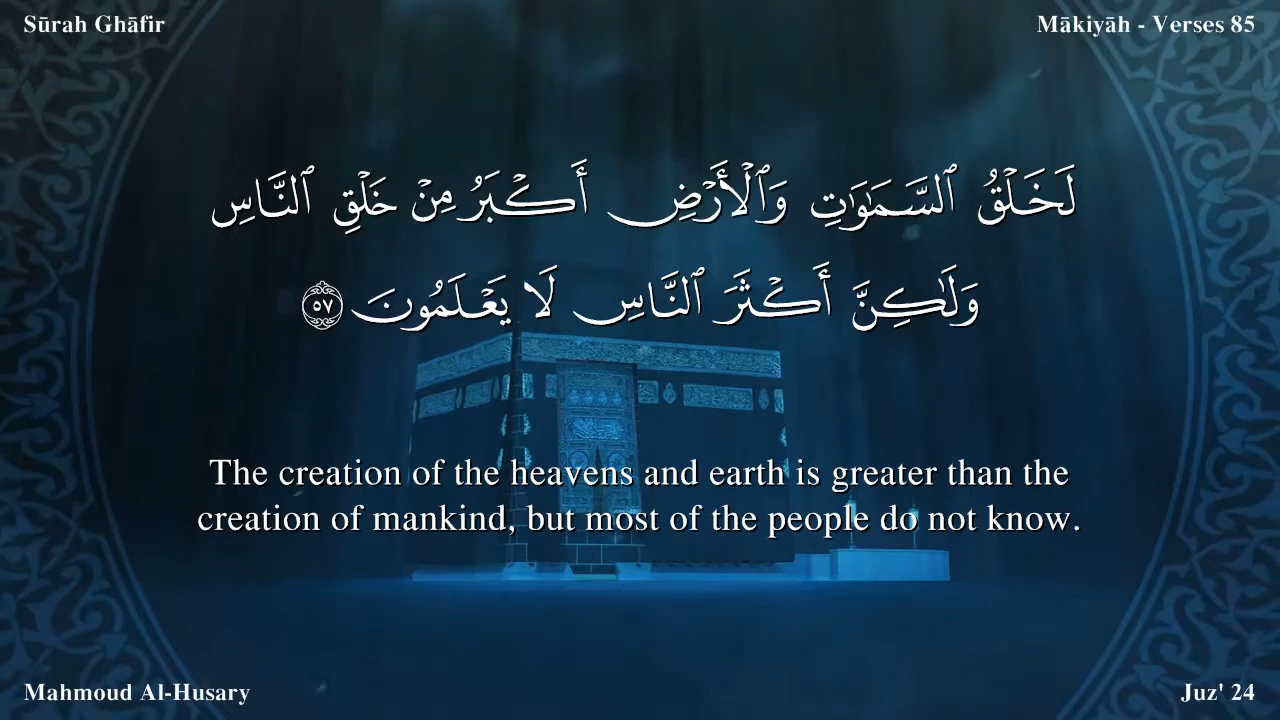 Sūrah Ghāfir
Mākiyāh - Verses 85
لَخَلْقُ ٱلسَّمَـٰوَٰتِ وَٱلْأَرْضِ أَكْبَرُ مِنْ خَلْقِ ٱلنَّاسِ
وَلَـٰكِنَّ أَكْثَرَ ٱلنَّاسِ لَا يَعْلَمُونَ ٥٧
The creation of the heavens and earth is greater than the
creation of mankind, but most of the people do not know.
Mahmoud Al-Husary
Juz' 24